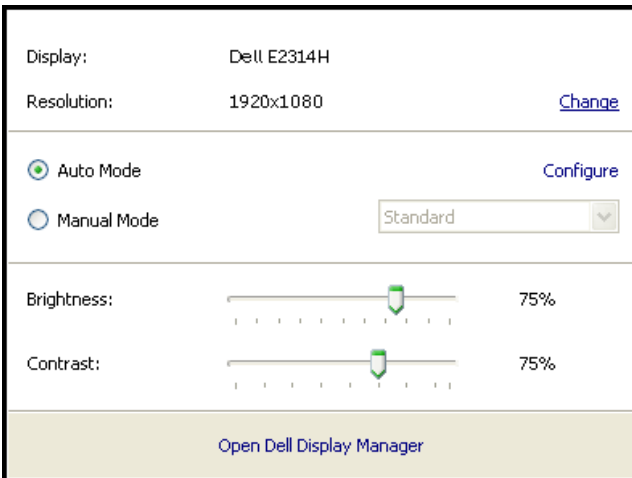 Display: Dell E2314H
Resolution: 1920x1080 Change
Auto Mode Configure
Manual Mode Standard
Brightness: 75%
Contrast: 75%
Open Dell Display Manager